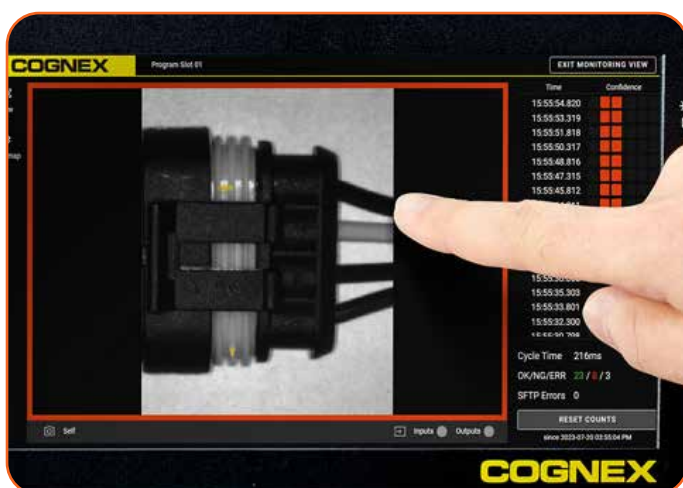 COGNEX
Program Slot 01
EXIT MONITORING VIEW
Time Confidence
15:55:54.820
15:55:53.319
15:55:51.818
15:55:50.317
15:55:48.816
15:55:47.315
15:55:45.812
15:55:35.303
15:55:33.801
15:55:32.300
Cycle Time 216ms
OK/NG/ERR 23 / 8 / 3
SFTP Errors 0
RESET COUNTS
since 2023-07-20 03:55:04 PM
Self
Inputs Outputs
COGNEX